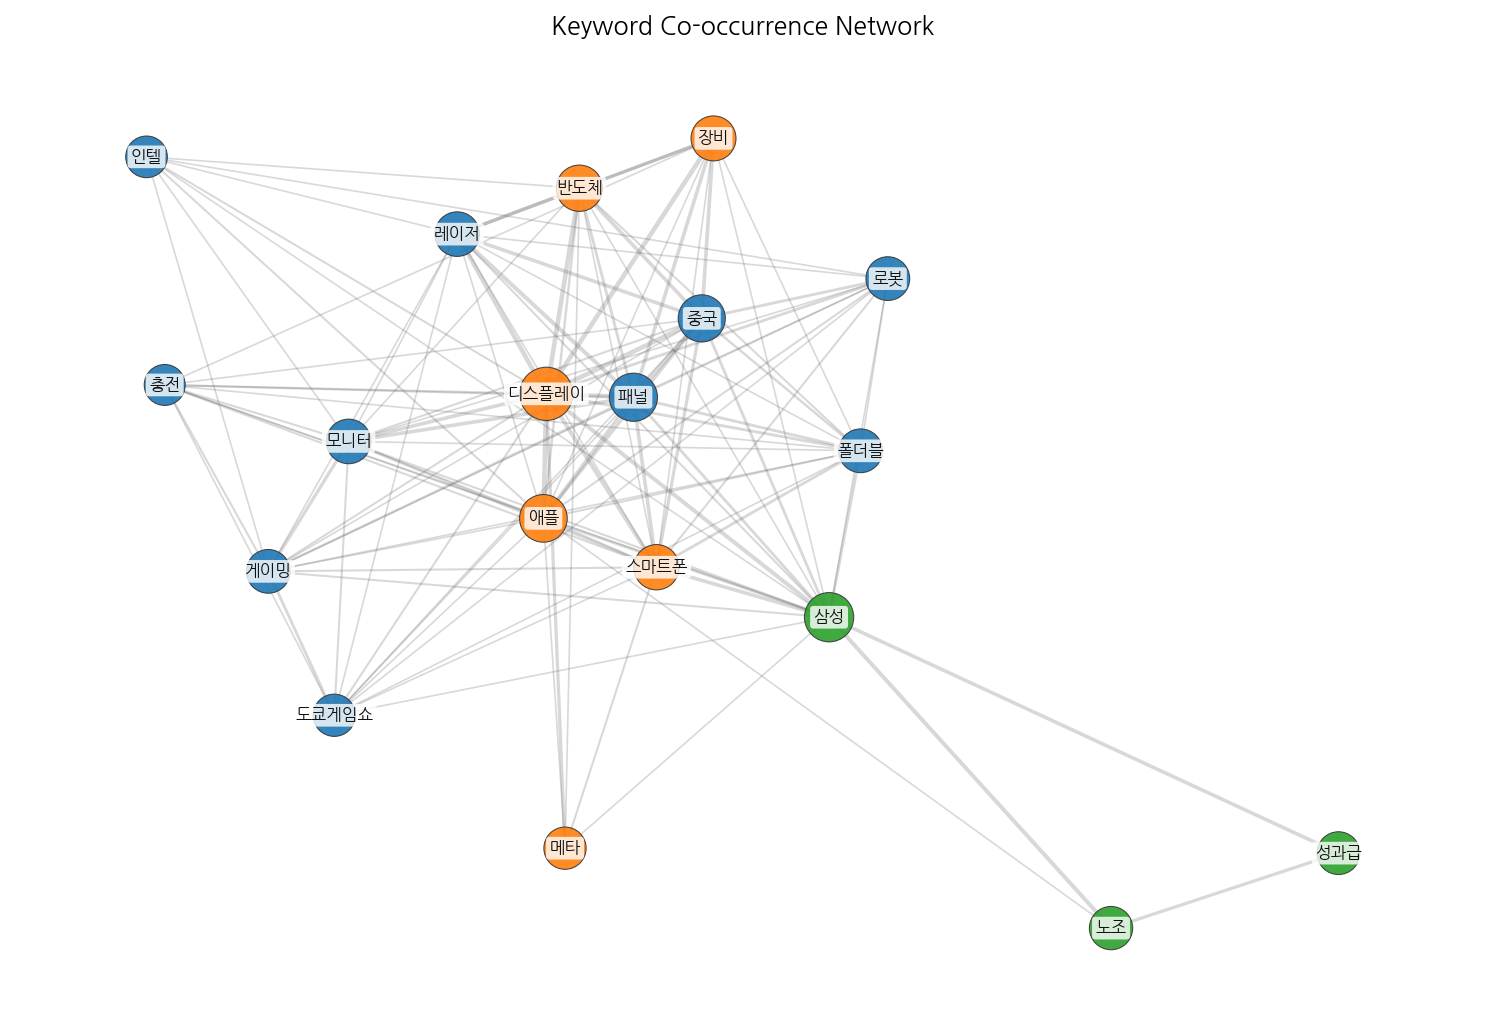 Keyword Co-occurrence Network
장비
인텔
반도체
레이저
로봇
중국
충전
디스플레이
패널
모니터
폴더블
애플
스마트폰
게이밍
삼성
도쿄게임쇼
메타
성과급
노조